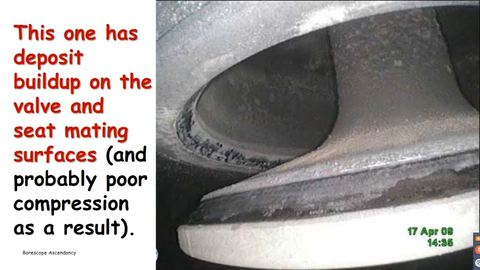 This one has
deposit
buildup on the
valve and
seat mating
surfaces (and
probably poor
compression
as a result).
Borescope Ascendancy
17 Apr 09
14:36